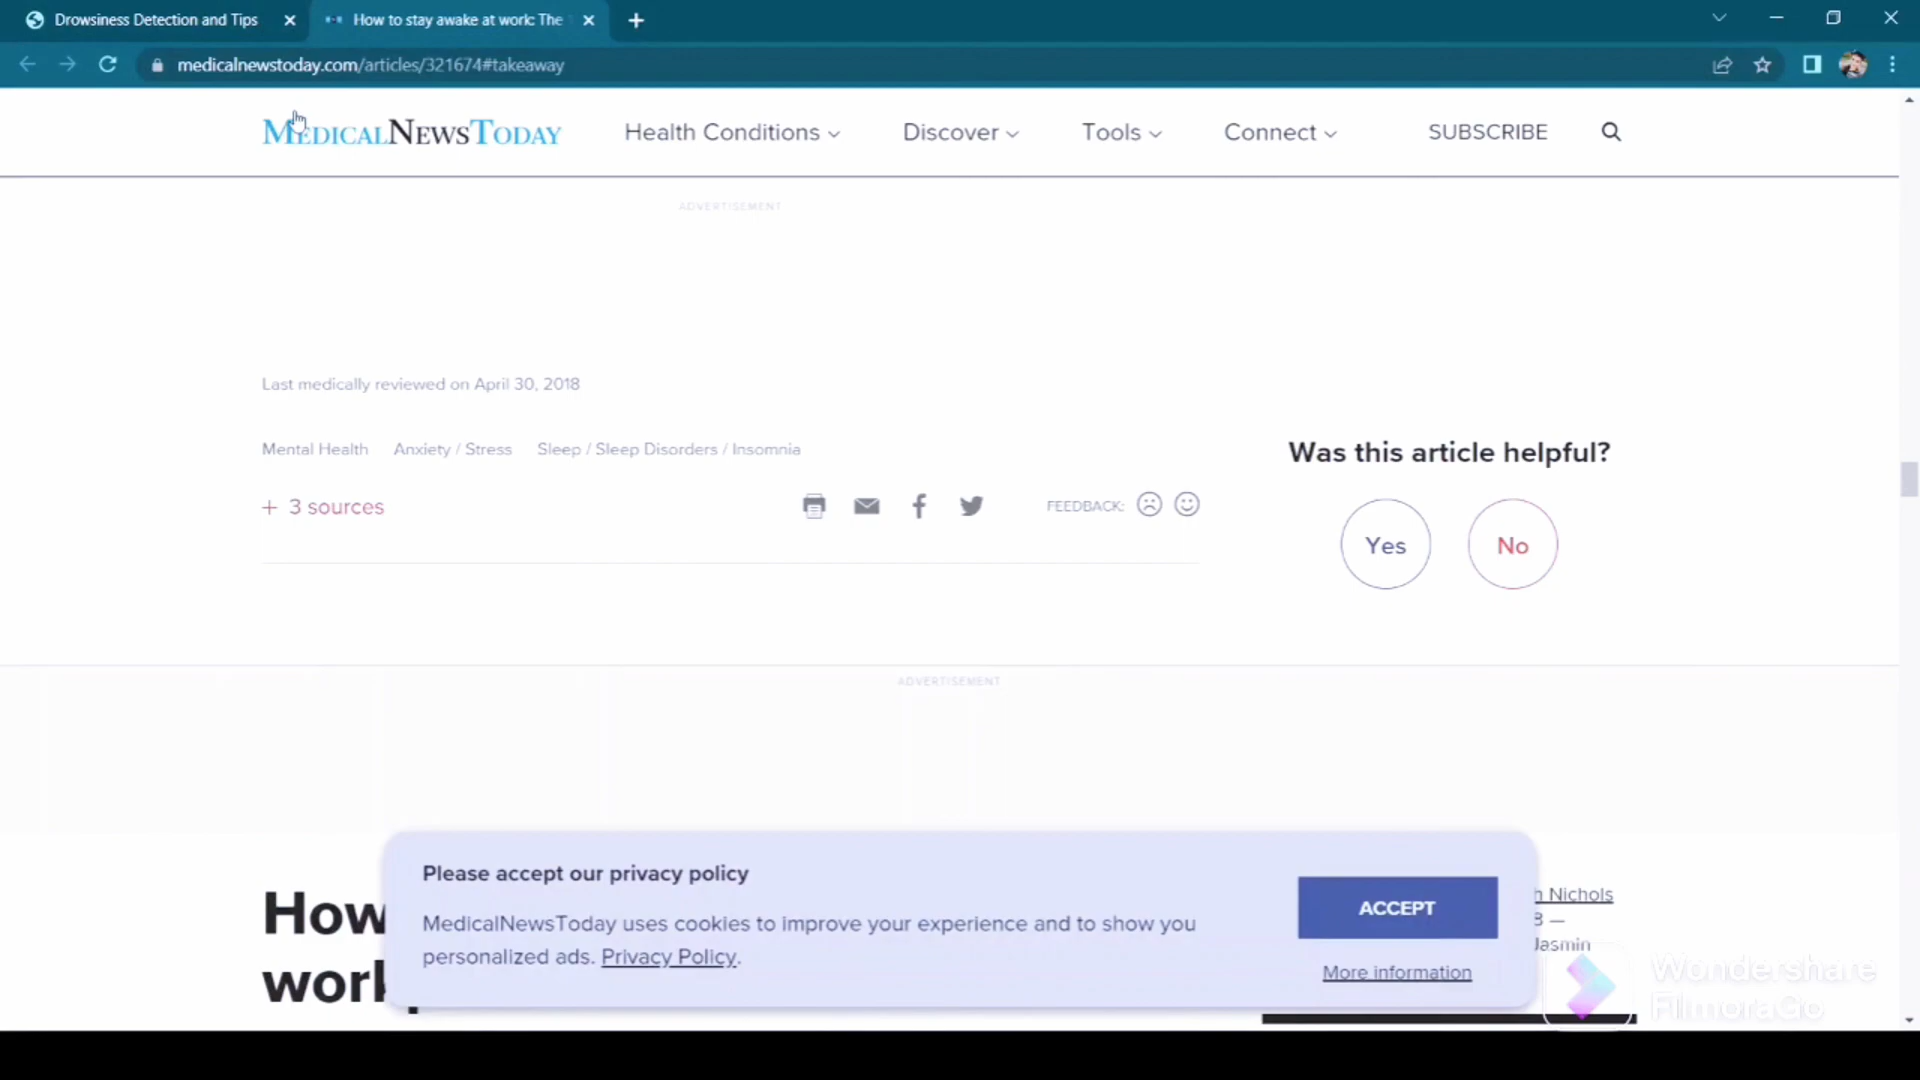 Drowsiness Detection and Tips
How to stay awake at work: The
medicalnewstoday.com/articles/321674#takeaway
MEDICALNEWSTODAY
Health Conditions
Discover
Tools
Connect
SUBSCRIBE
ADVERTISEMENT
Last medically reviewed on April 30, 2018
Mental Health
Anxiety / Stress
Sleep / Sleep Disorders / Insomnia
Was this article helpful?
+ 3 sources
FEEDBACK:
Yes
No
ADVERTISEMENT
Please accept our privacy policy
MedicalNewsToday uses cookies to improve your experience and to show you
personalized ads. Privacy Policy.
ACCEPT
More information
How
work
h Nichols
8 —
Jasmin
Wondershare
FilmoraGo